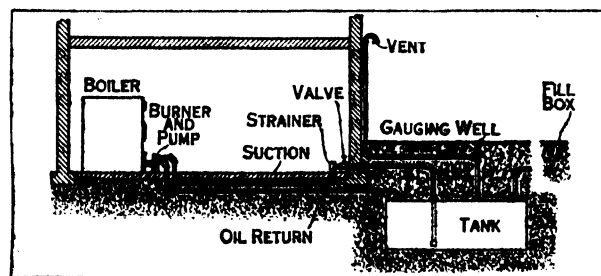 VENT
BOILER
BURNER
AND
PUMP
VALVE
STRAINER
SUCTION
FILL
BOX
GAUGING WELL
TANK
OIL RETURN